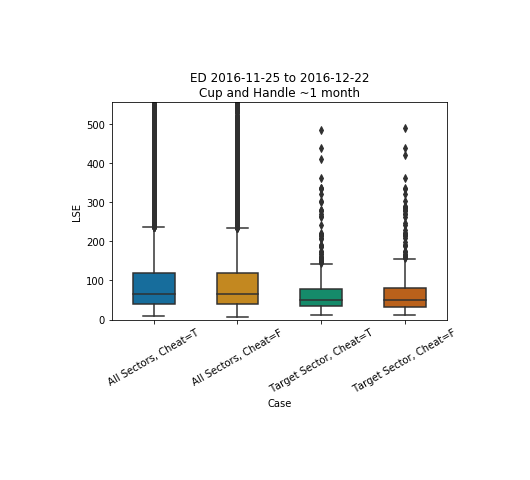 ED 2016-11-25 to 2016-12-22
Cup and Handle ~1 month
500
400
300
200
100
0
LSE
All Sectors, Cheat=T
All Sectors, Cheat=F
Target Sector, Cheat=T
Target Sector, Cheat=F
Case